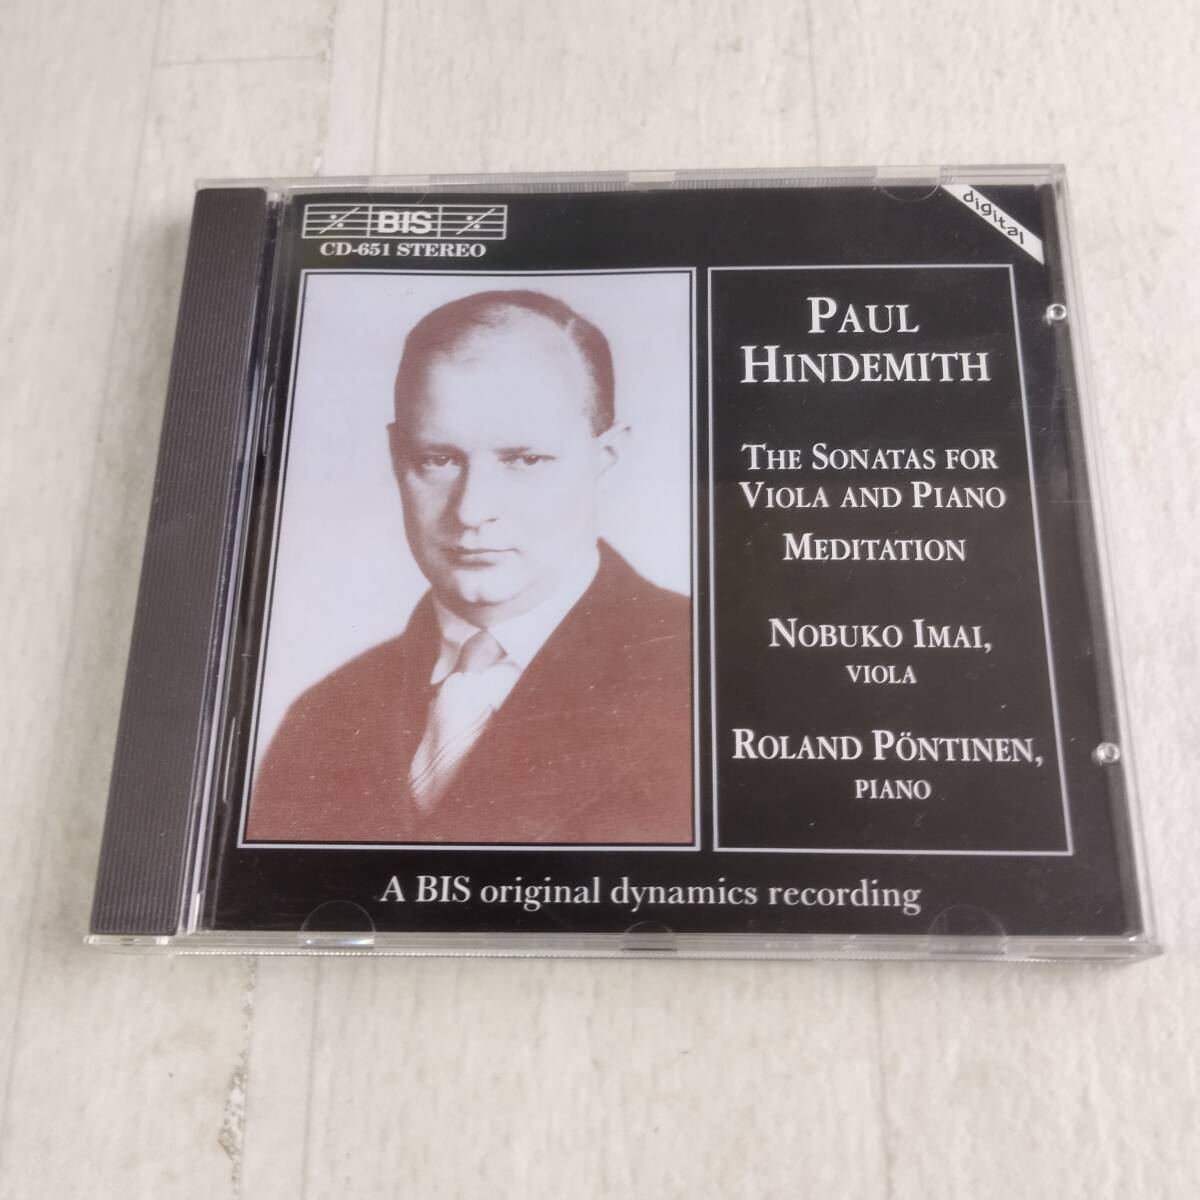 BIS
CD-651 STEREO
digital
PAUL
HINDEMITH
THE SONATAS FOR
VIOLA AND PIANO
MEDITATION
NOBUKO IMAI,
VIOLA
ROLAND PÖNTINEN,
PIANO
A BIS original dynamics recording